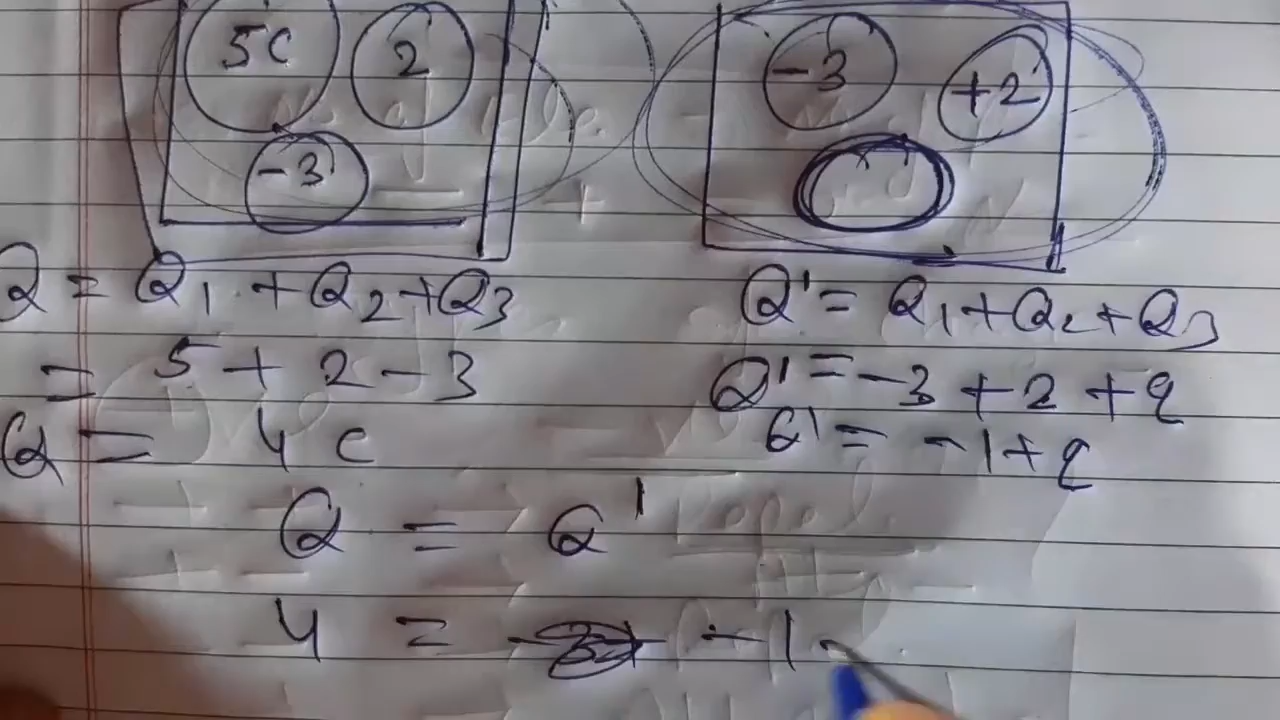 5C 2 -3 +2
-3
Q = Q1 + Q2 + Q3 Q' = Q1 + Q2 + Q3
= 5 + 2 - 3 Q' = -3 + 2 + q
Q = 4 C Q' = -1 + q
Q = Q'
4 = -1